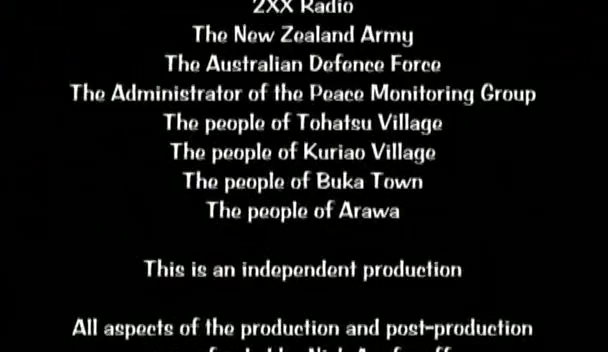 2XX Radio
The New Zealand Army
The Australian Defence Force
The Administrator of the Peace Monitoring Group
The people of Tohatsu Village
The people of Kuriao Village
The people of Buka Town
The people of Arawa
This is an independent production
All aspects of the production and post-production